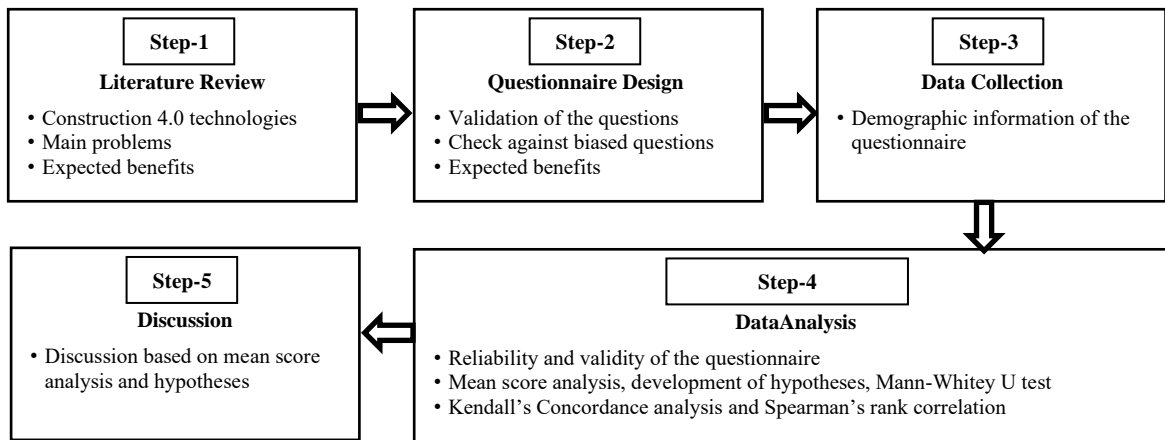 Step-1
Literature Review
• Construction 4.0 technologies
• Main problems
• Expected benefits
Step-2
Questionnaire Design
• Validation of the questions
• Check against biased questions
• Expected benefits
Step-3
Data Collection
• Demographic information of the
questionnaire
Step-4
DataAnalysis
• Reliability and validity of the questionnaire
• Mean score analysis, development of hypotheses, Mann-Whitey U test
• Kendall’s Concordance analysis and Spearman’s rank correlation
Step-5
Discussion
• Discussion based on mean score
analysis and hypotheses